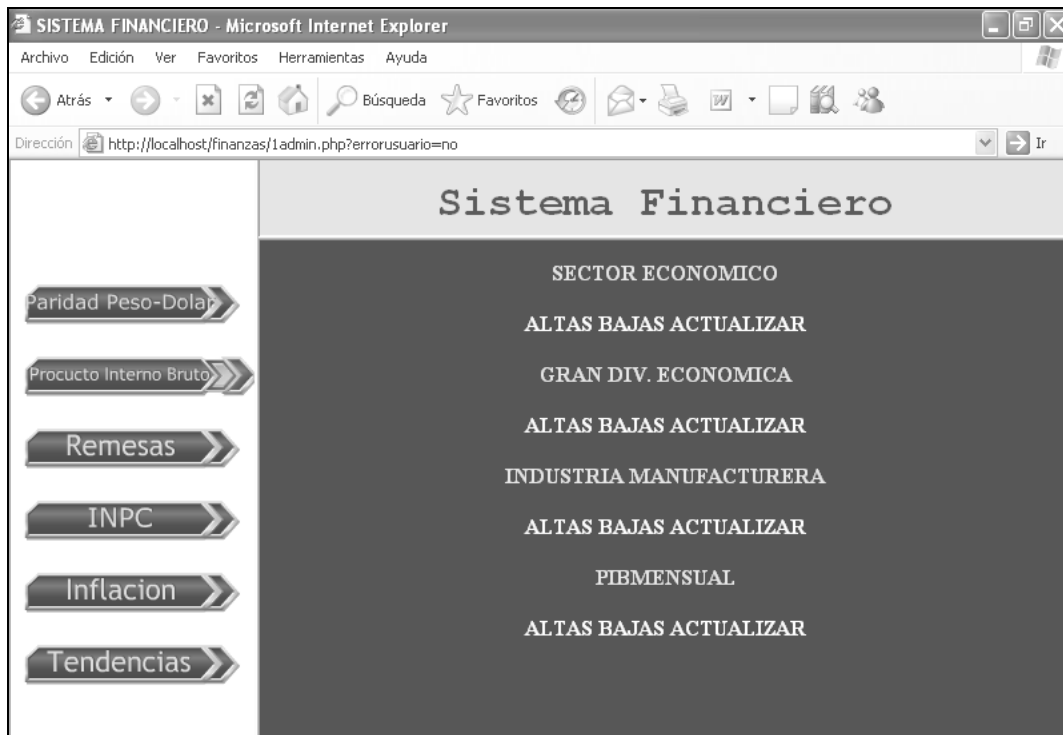 SISTEMA FINANCIERO - Microsoft Internet Explorer
Archivo Edición Ver Favoritos Herramientas Ayuda
Atrás Búsqueda Favoritos
Dirección http://localhost/finanzas/1admin.php?errorusuario=no Ir
Sistema Financiero
Paridad Peso-Dolar
Procucto Interno Bruto
Remesas
INPC
Inflacion
Tendencias
SECTOR ECONOMICO
ALTAS BAJAS ACTUALIZAR
GRAN DIV. ECONOMICA
ALTAS BAJAS ACTUALIZAR
INDUSTRIA MANUFACTURERA
ALTAS BAJAS ACTUALIZAR
PIBMENSUAL
ALTAS BAJAS ACTUALIZAR